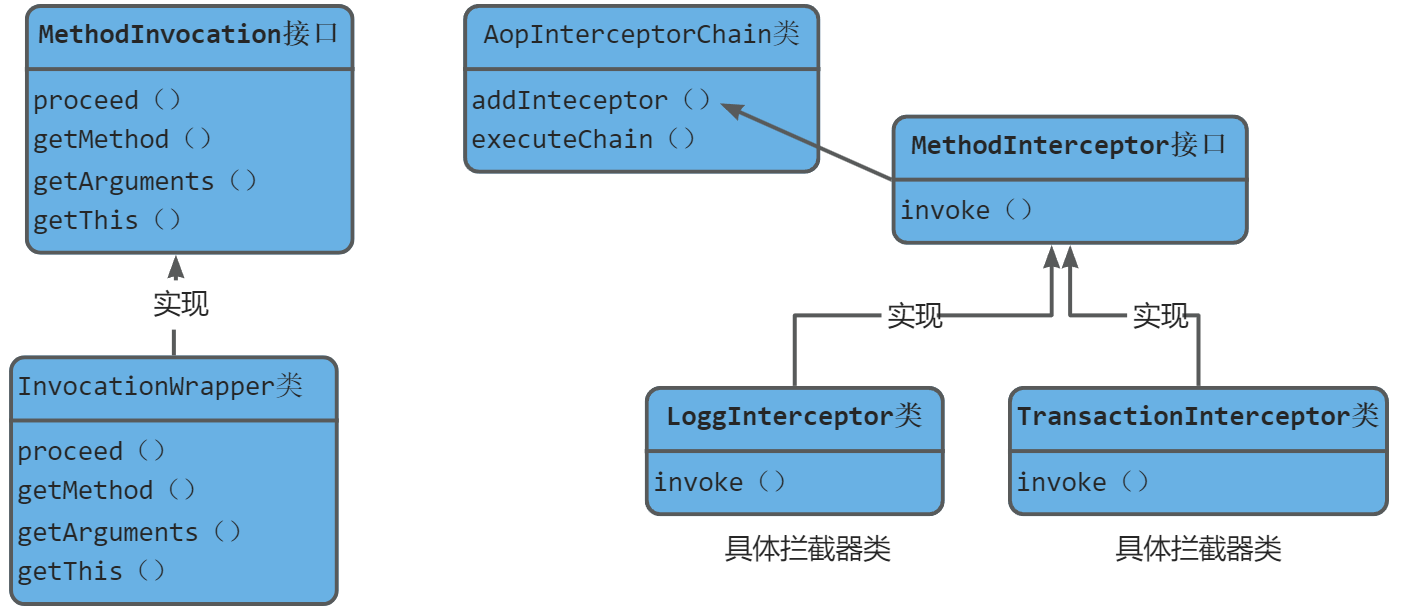 MethodInvocation接口
proceed（）
getMethod（）
getArguments（）
getThis（）
实现
InvocationWrapper类
proceed（）
getMethod（）
getArguments（）
getThis（）
AopInterceptorChain类
addInteceptor（）
executeChain（）
MethodInterceptor接口
invoke（）
实现
实现
LoggInterceptor类
invoke（）
具体拦截器类
TransactionInterceptor类
invoke（）
具体拦截器类